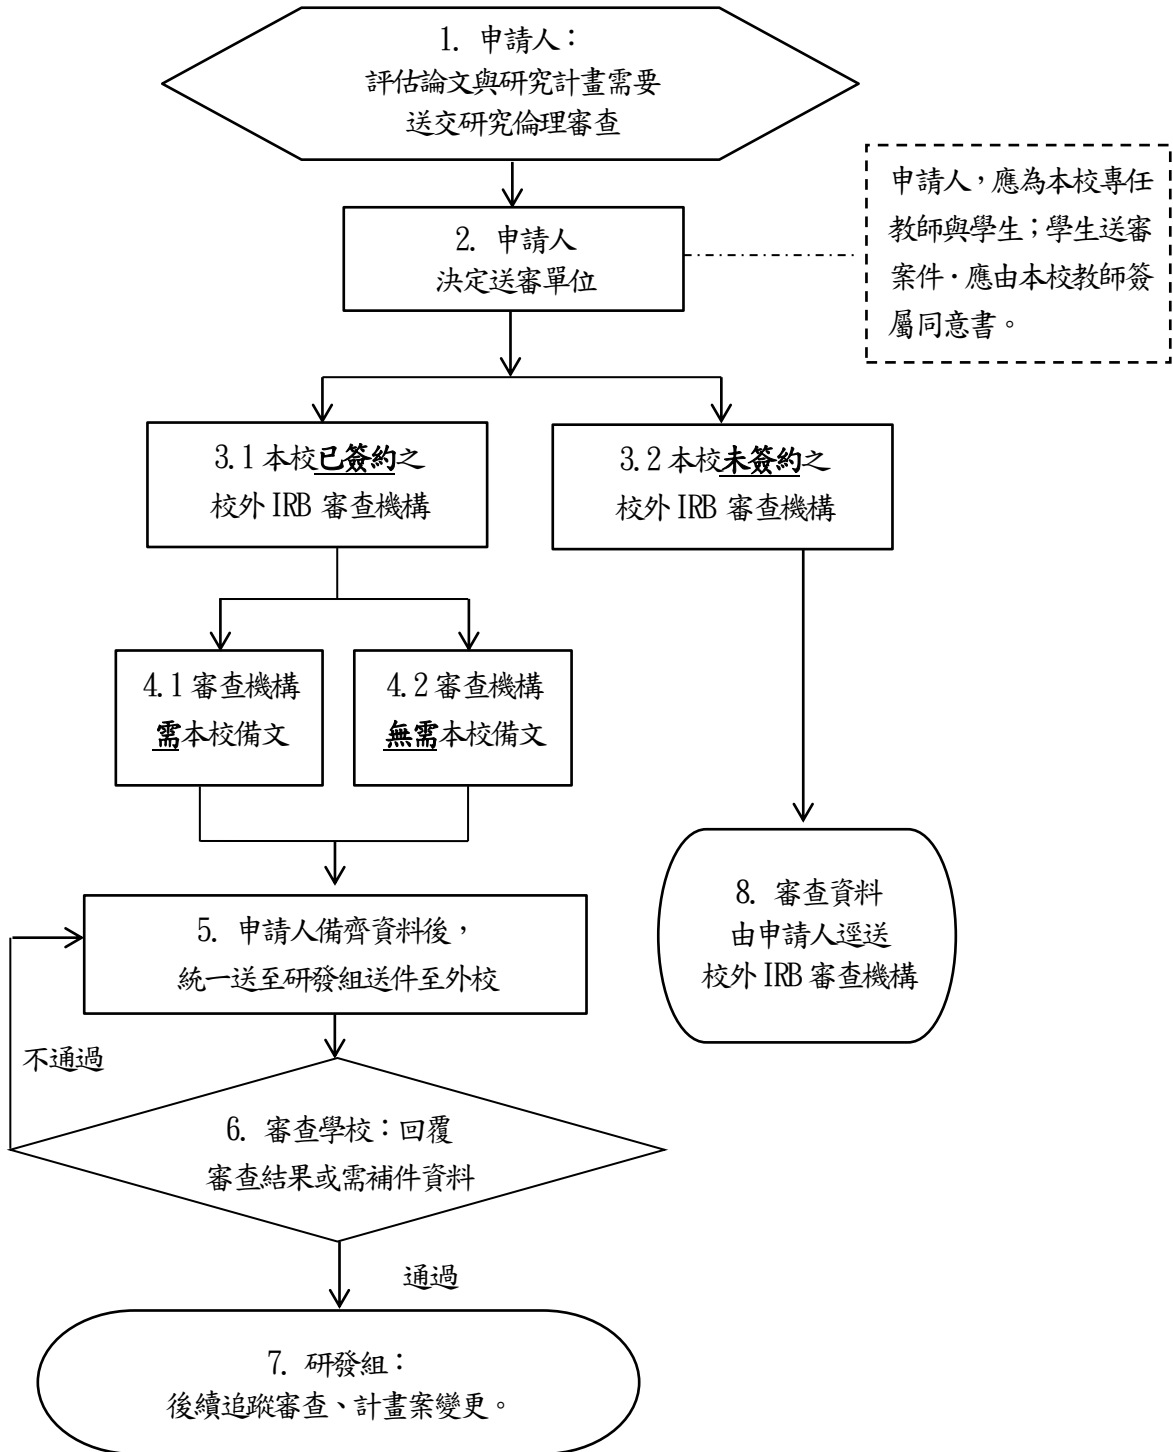 1. 申請人：
評估論文與研究計畫需要
送交研究倫理審查
申請人，應為本校專任
教師與學生；學生送審
案件‧應由本校教師簽
屬同意書。
2. 申請人
決定送審單位
3.1 本校已簽約之
校外 IRB 審查機構
3.2 本校未簽約之
校外 IRB 審查機構
4.1 審查機構
需本校備文
4.2 審查機構
無需本校備文
5. 申請人備齊資料後，
統一送至研發組送件至外校
8. 審查資料
由申請人逕送
校外 IRB 審查機構
不通過
6. 審查學校：回覆
審查結果或需補件資料
通過
7. 研發組：
後續追蹤審查、計畫案變更。